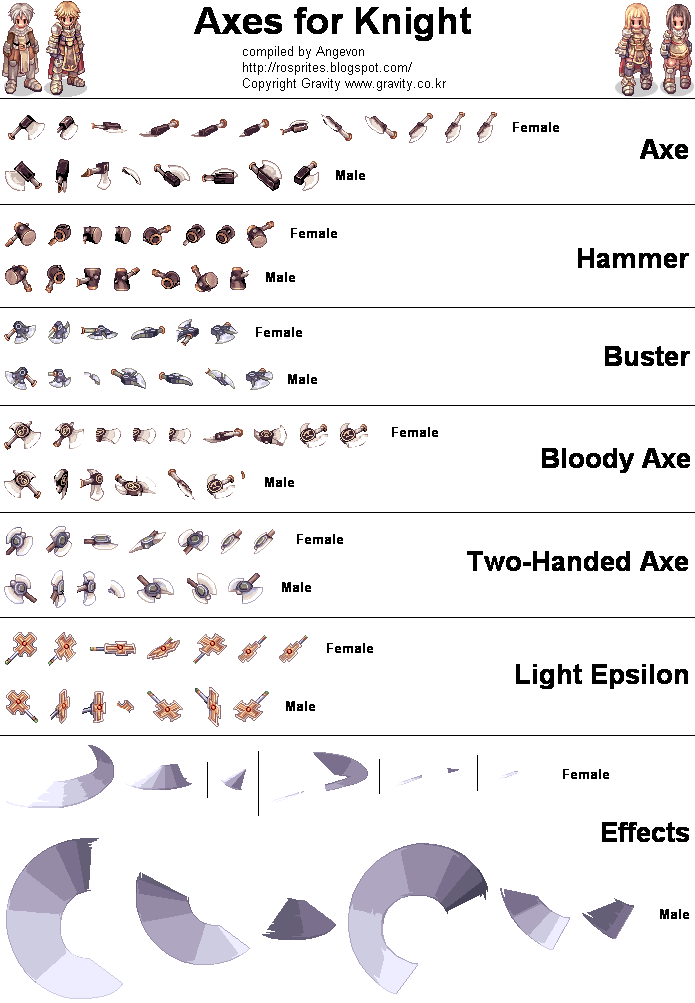 Axes for Knight
compiled by Angevon
http://rosprites.blogspot.com/
Copyright Gravity www.gravity.co.kr
Female
Axe
Male
Female
Hammer
Male
Female
Buster
Male
Female
Bloody Axe
Male
Female
Two-Handed Axe
Male
Female
Light Epsilon
Male
Female
Effects
Male